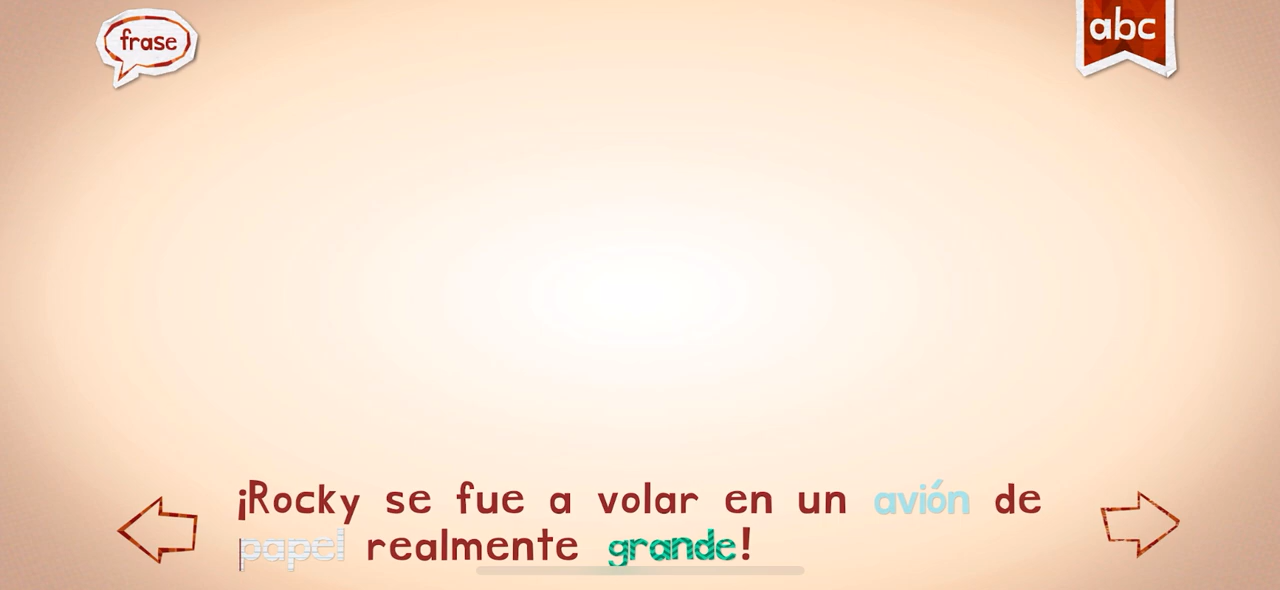 frase
abc
¡Rocky se fue a volar en un avión de
papel realmente grande!